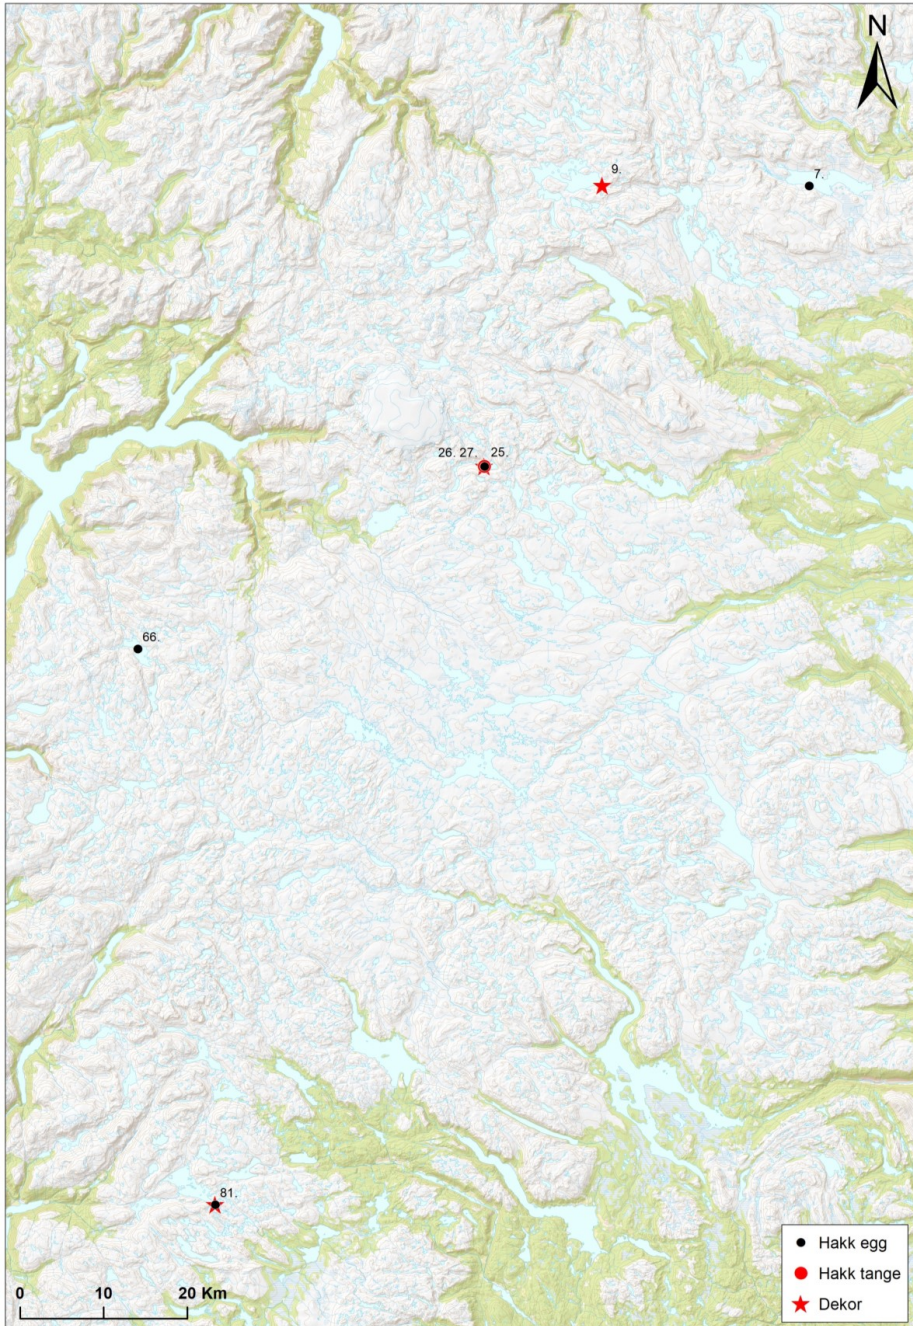 N
9.
7.
26. 27. 25.
66.
81.
Hakk egg
Hakk tange
Dekor
0 10 20 Km